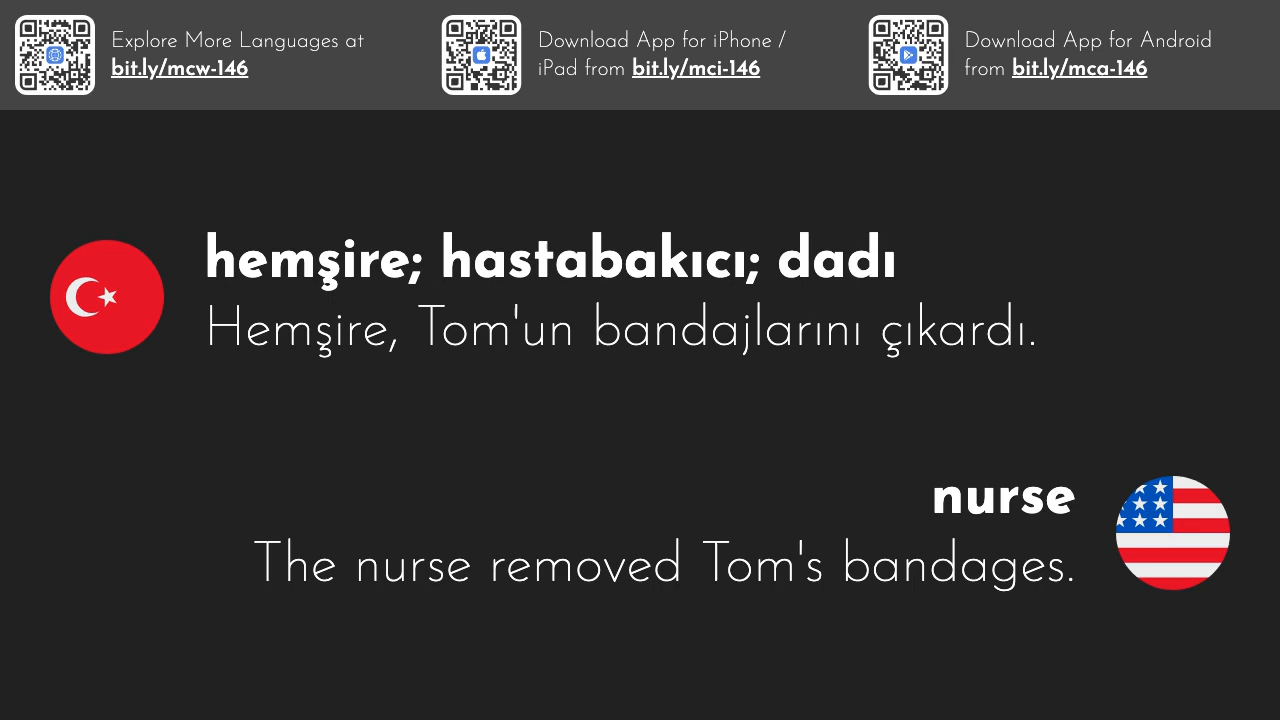 Explore More Languages at
bit.ly/mcw-146
Download App for iPhone /
iPad from bit.ly/mci-146
Download App for Android
from bit.ly/mca-146
hemşire; hastabakıcı; dadı
Hemşire, Tom'un bandajlarını çıkardı.
nurse
The nurse removed Tom's bandages.